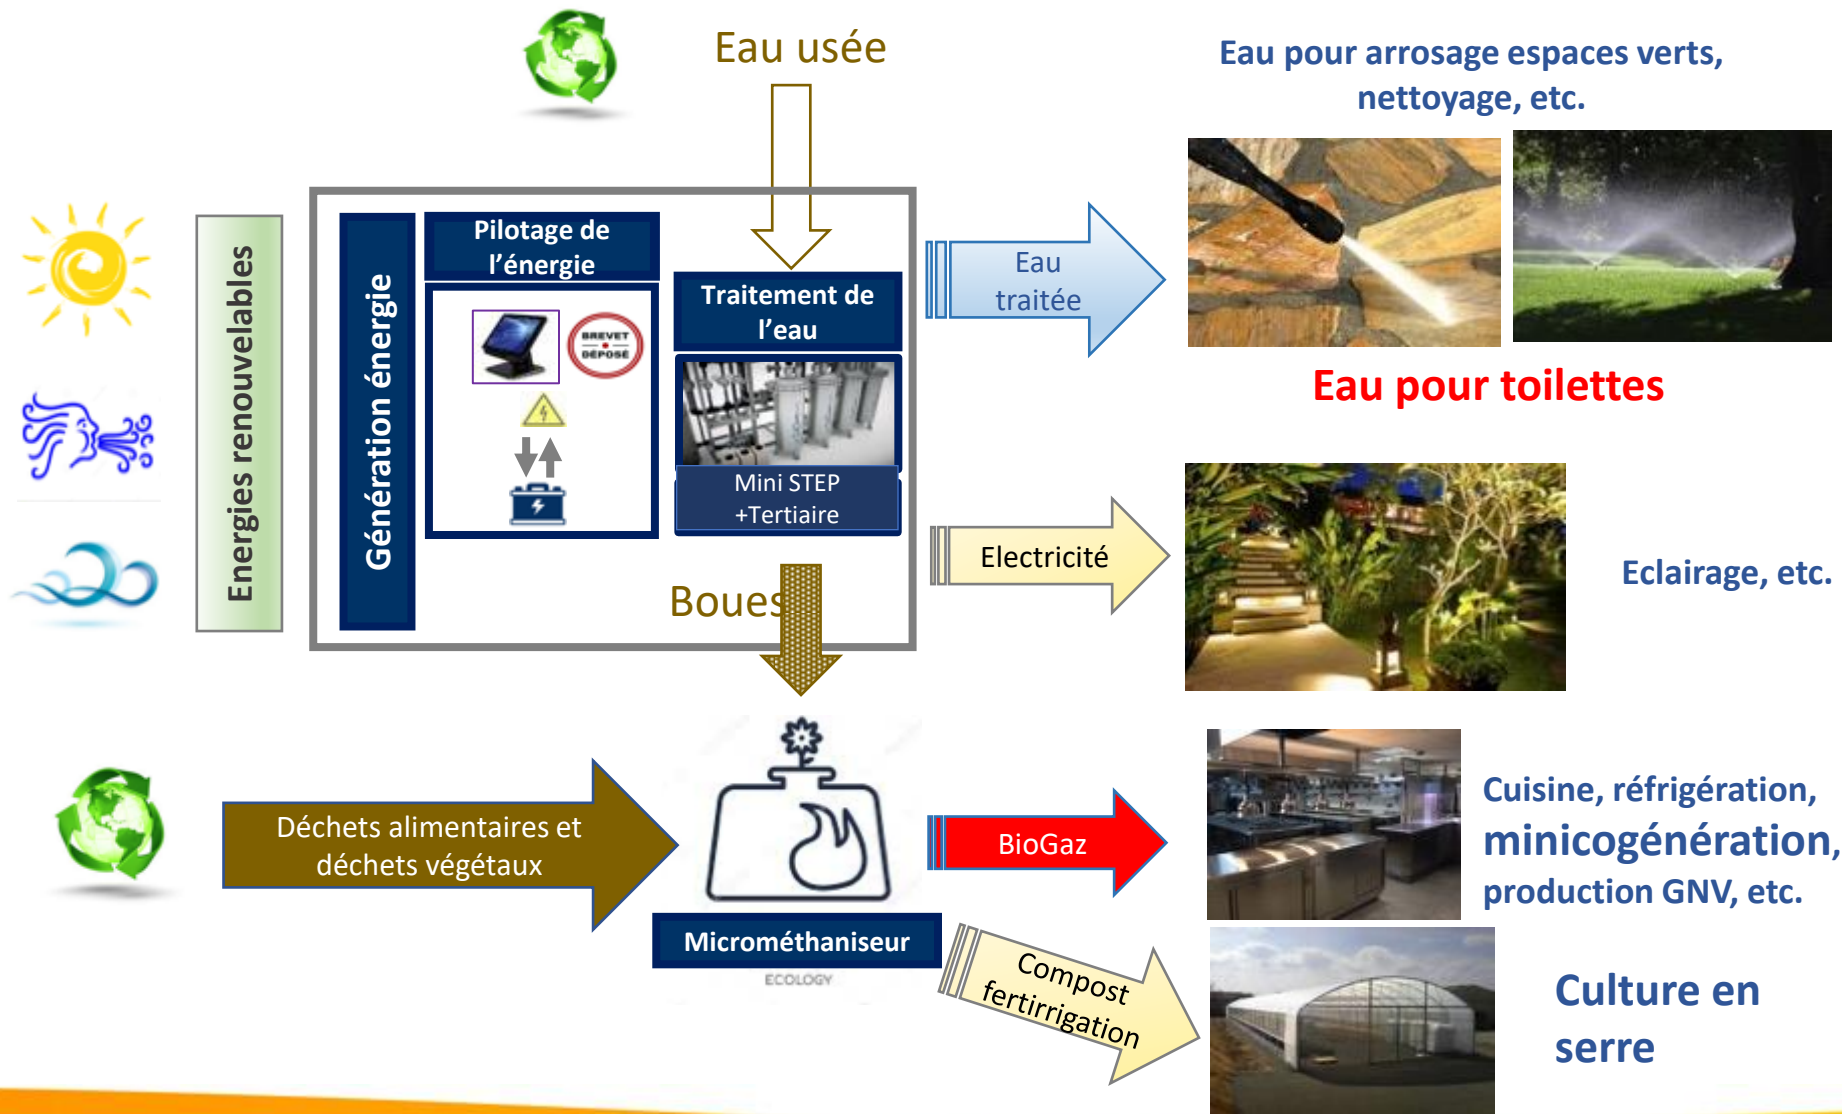 Eau usée
Eau pour arrosage espaces verts,
nettoyage, etc.
Energies renouvelables
Génération énergie
Pilotage de
l'énergie
BREVET
DÉPOSÉ
Traitement de
l'eau
Mini STEP
+Tertiaire
Eau
traitée
Eau pour toilettes
Electricité
Eclairage, etc.
Boues
Déchets alimentaires et
déchets végétaux
Microméthaniseur
ECOLOGY
BioGaz
Cuisine, réfrigération,
minicogénération,
production GNV, etc.
Compost
fertirrigation
Culture en
serre